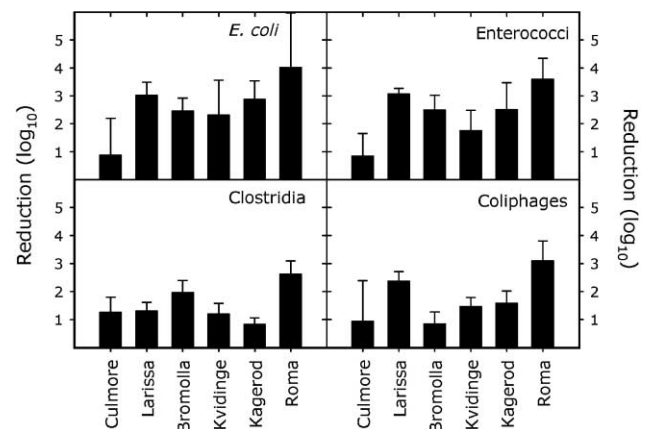 E. coli
Enterococci
5
4
3
2
1
5
4
3
2
1
Clostridia
Coliphages
5
4
3
2
1
5
4
3
2
1
Reduction (log10)
Reduction (log10)
Culmore
Larissa
Bromolla
Kvidinge
Kagerod
Roma
Culmore
Larissa
Bromolla
Kvidinge
Kagerod
Roma